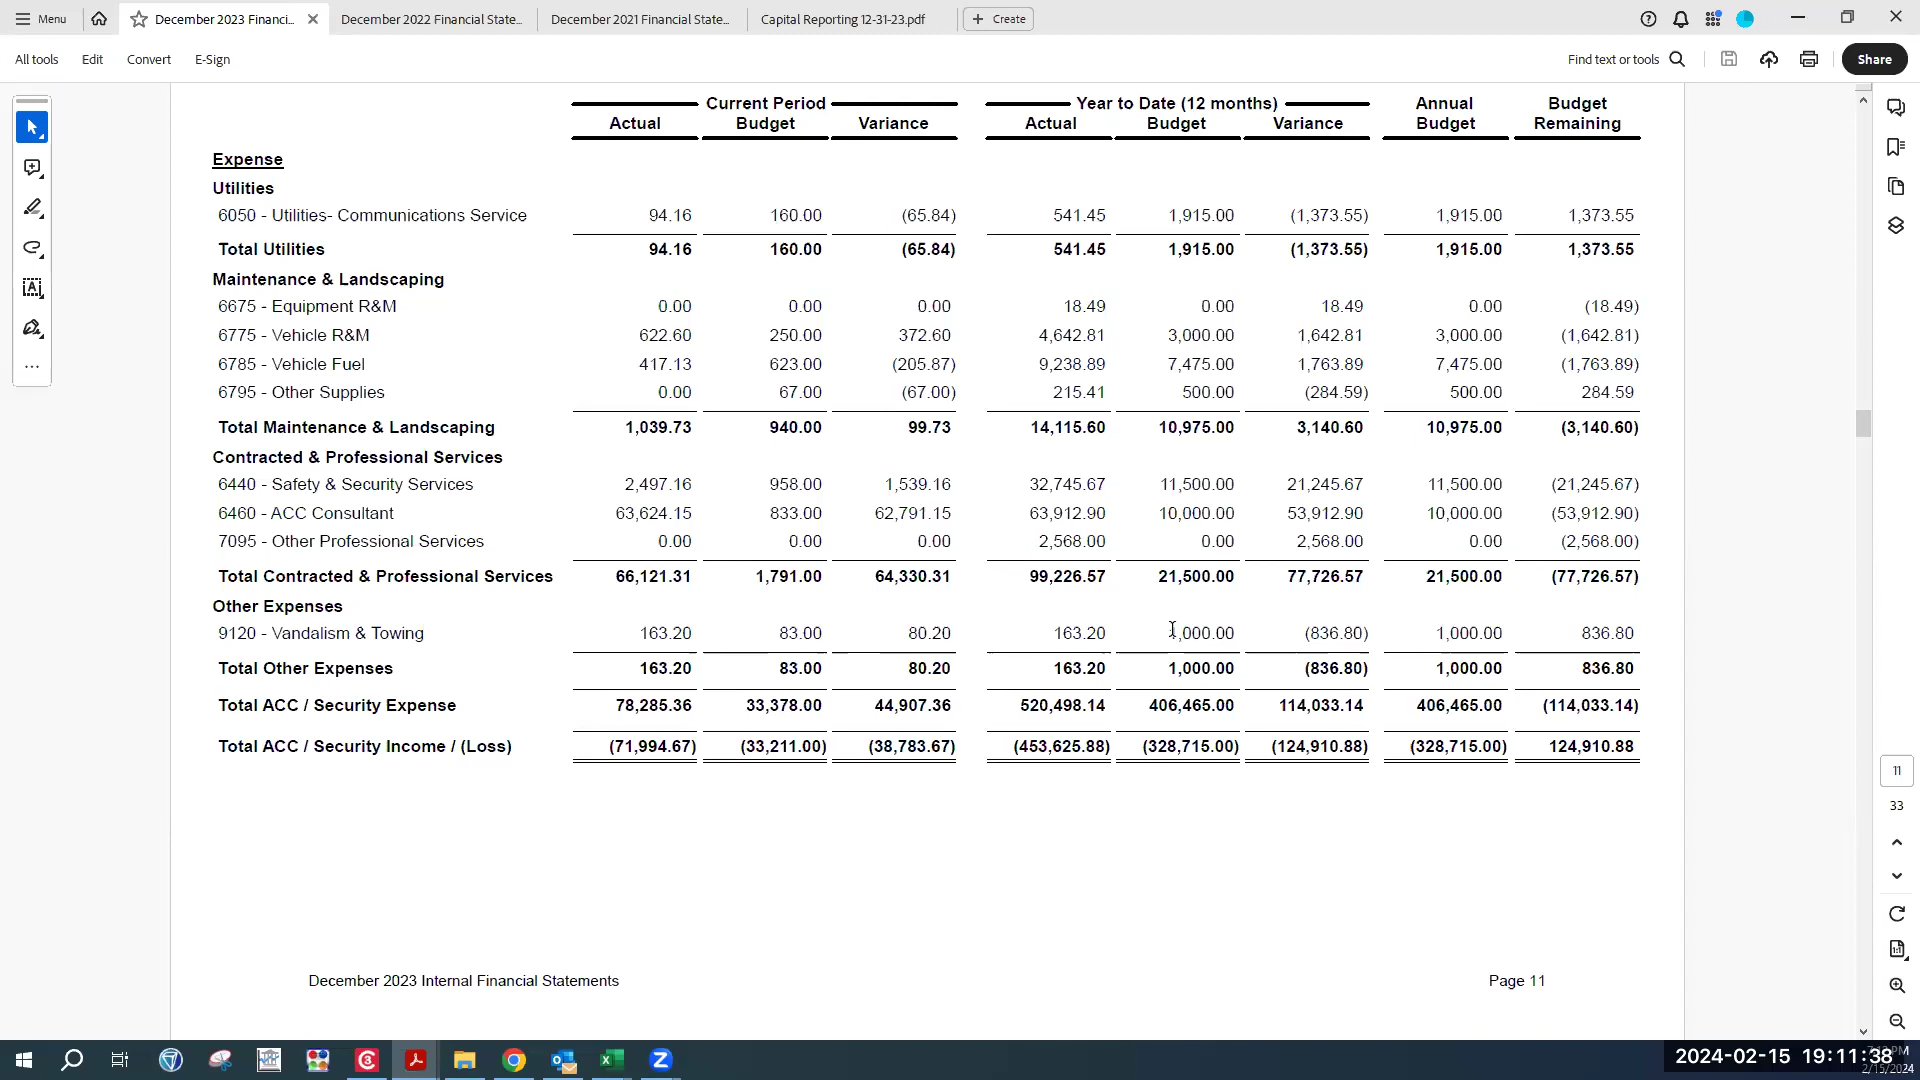 Menu December 2023 Financi... December 2022 Financial State... December 2021 Financial State... Capital Reporting 12-31-23.pdf Create
All tools Edit Convert E-Sign Find text or tools Share
Current Period Year to Date (12 months) Annual Budget
Actual Budget Variance Actual Budget Variance Budget Remaining
Expense
Utilities
6050 - Utilities- Communications Service 94.16 160.00 (65.84) 541.45 1,915.00 (1,373.55) 1,915.00 1,373.55
Total Utilities 94.16 160.00 (65.84) 541.45 1,915.00 (1,373.55) 1,915.00 1,373.55
Maintenance & Landscaping
6675 - Equipment R&M 0.00 0.00 0.00 18.49 0.00 18.49 0.00 (18.49)
6775 - Vehicle R&M 622.60 250.00 372.60 4,642.81 3,000.00 1,642.81 3,000.00 (1,642.81)
6785 - Vehicle Fuel 417.13 623.00 (205.87) 9,238.89 7,475.00 1,763.89 7,475.00 (1,763.89)
6795 - Other Supplies 0.00 67.00 (67.00) 215.41 500.00 (284.59) 500.00 284.59
Total Maintenance & Landscaping 1,039.73 940.00 99.73 14,115.60 10,975.00 3,140.60 10,975.00 (3,140.60)
Contracted & Professional Services
6440 - Safety & Security Services 2,497.16 958.00 1,539.16 32,745.67 11,500.00 21,245.67 11,500.00 (21,245.67)
6460 - ACC Consultant 63,624.15 833.00 62,791.15 63,912.90 10,000.00 53,912.90 10,000.00 (53,912.90)
7095 - Other Professional Services 0.00 0.00 0.00 2,568.00 0.00 2,568.00 0.00 (2,568.00)
Total Contracted & Professional Services 66,121.31 1,791.00 64,330.31 99,226.57 21,500.00 77,726.57 21,500.00 (77,726.57)
Other Expenses
9120 - Vandalism & Towing 163.20 83.00 80.20 163.20 1,000.00 (836.80) 1,000.00 836.80
Total Other Expenses 163.20 83.00 80.20 163.20 1,000.00 (836.80) 1,000.00 836.80
Total ACC / Security Expense 78,285.36 33,378.00 44,907.36 520,498.14 406,465.00 114,033.14 406,465.00 (114,033.14)
Total ACC / Security Income / (Loss) (71,994.67) (33,211.00) (38,783.67) (453,625.88) (328,715.00) (124,910.88) (328,715.00) 124,910.88
11
33
December 2023 Internal Financial Statements Page 11
2024-02-15 19:11:38
2/15/2024